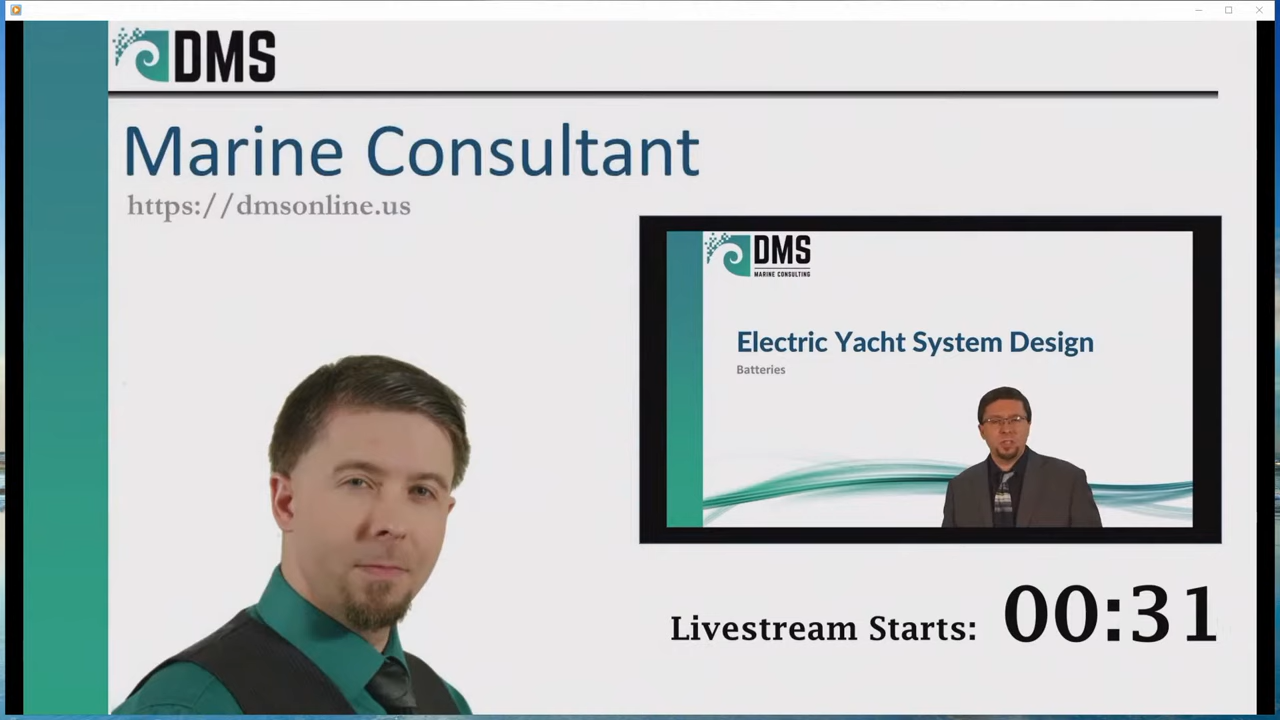 DMS
Marine Consultant
https://dmsonline.us
DMS
MARINE CONSULTING
Electric Yacht System Design
Batteries
Livestream Starts: 00:31